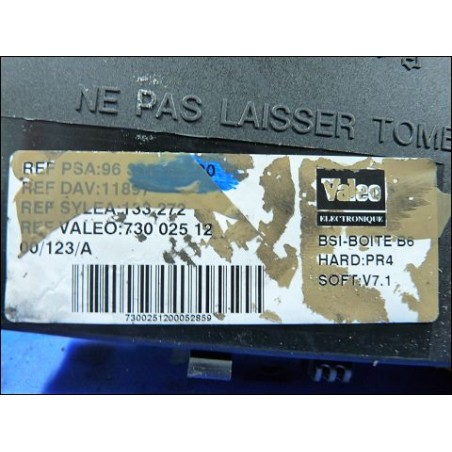 NE PAS LAISSER TOMB
REF PSA:96
REF DAV:1189
REF SYLEA:133.272
REF VALEO:730 025 12
00/123/A
7300251200052859
Valeo
ELECTRONIQUE
BSI-BOITE B6
HARD:PR4
SOFT:V7.1